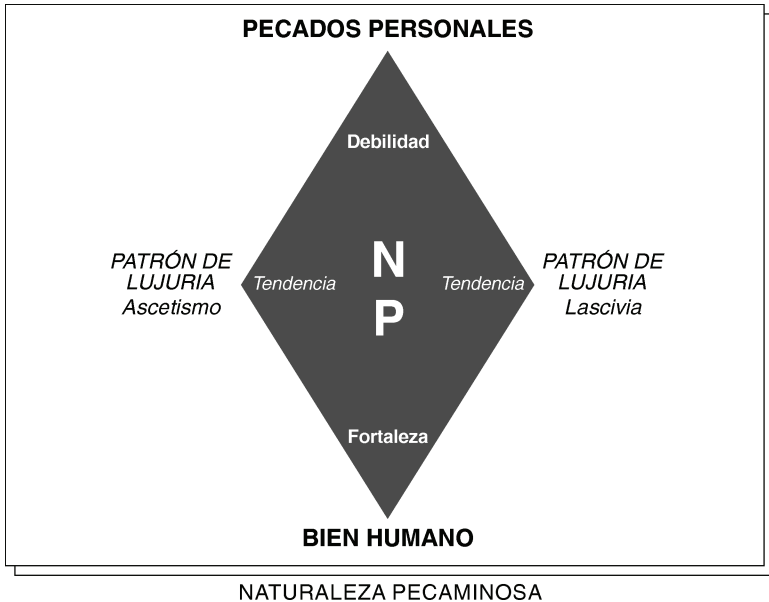 PECADOS PERSONALES
Debilidad
PATRÓN DE
LUJURIA
Ascetismo
Tendencia
N
P
Tendencia
PATRÓN DE
LUJURIA
Lascivia
Fortaleza
BIEN HUMANO
NATURALEZA PECAMINOSA